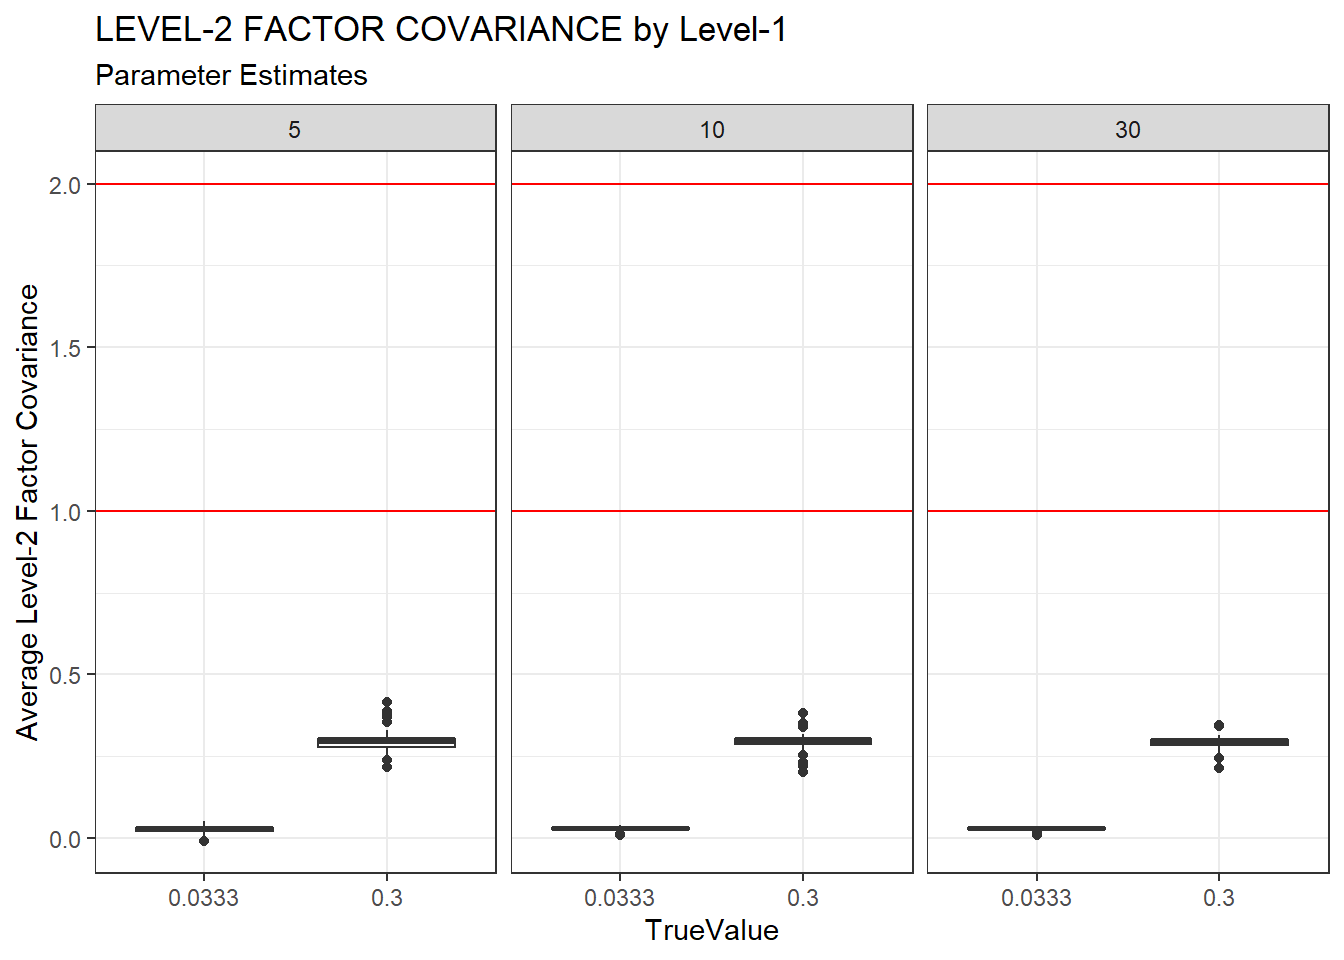 LEVEL-2 FACTOR COVARIANCE by Level-1
Parameter Estimates
5 10 30
2.0
1.5
1.0
0.5
0.0
Average Level-2 Factor Covariance
0.0333 0.3 0.0333 0.3 0.0333 0.3
TrueValue